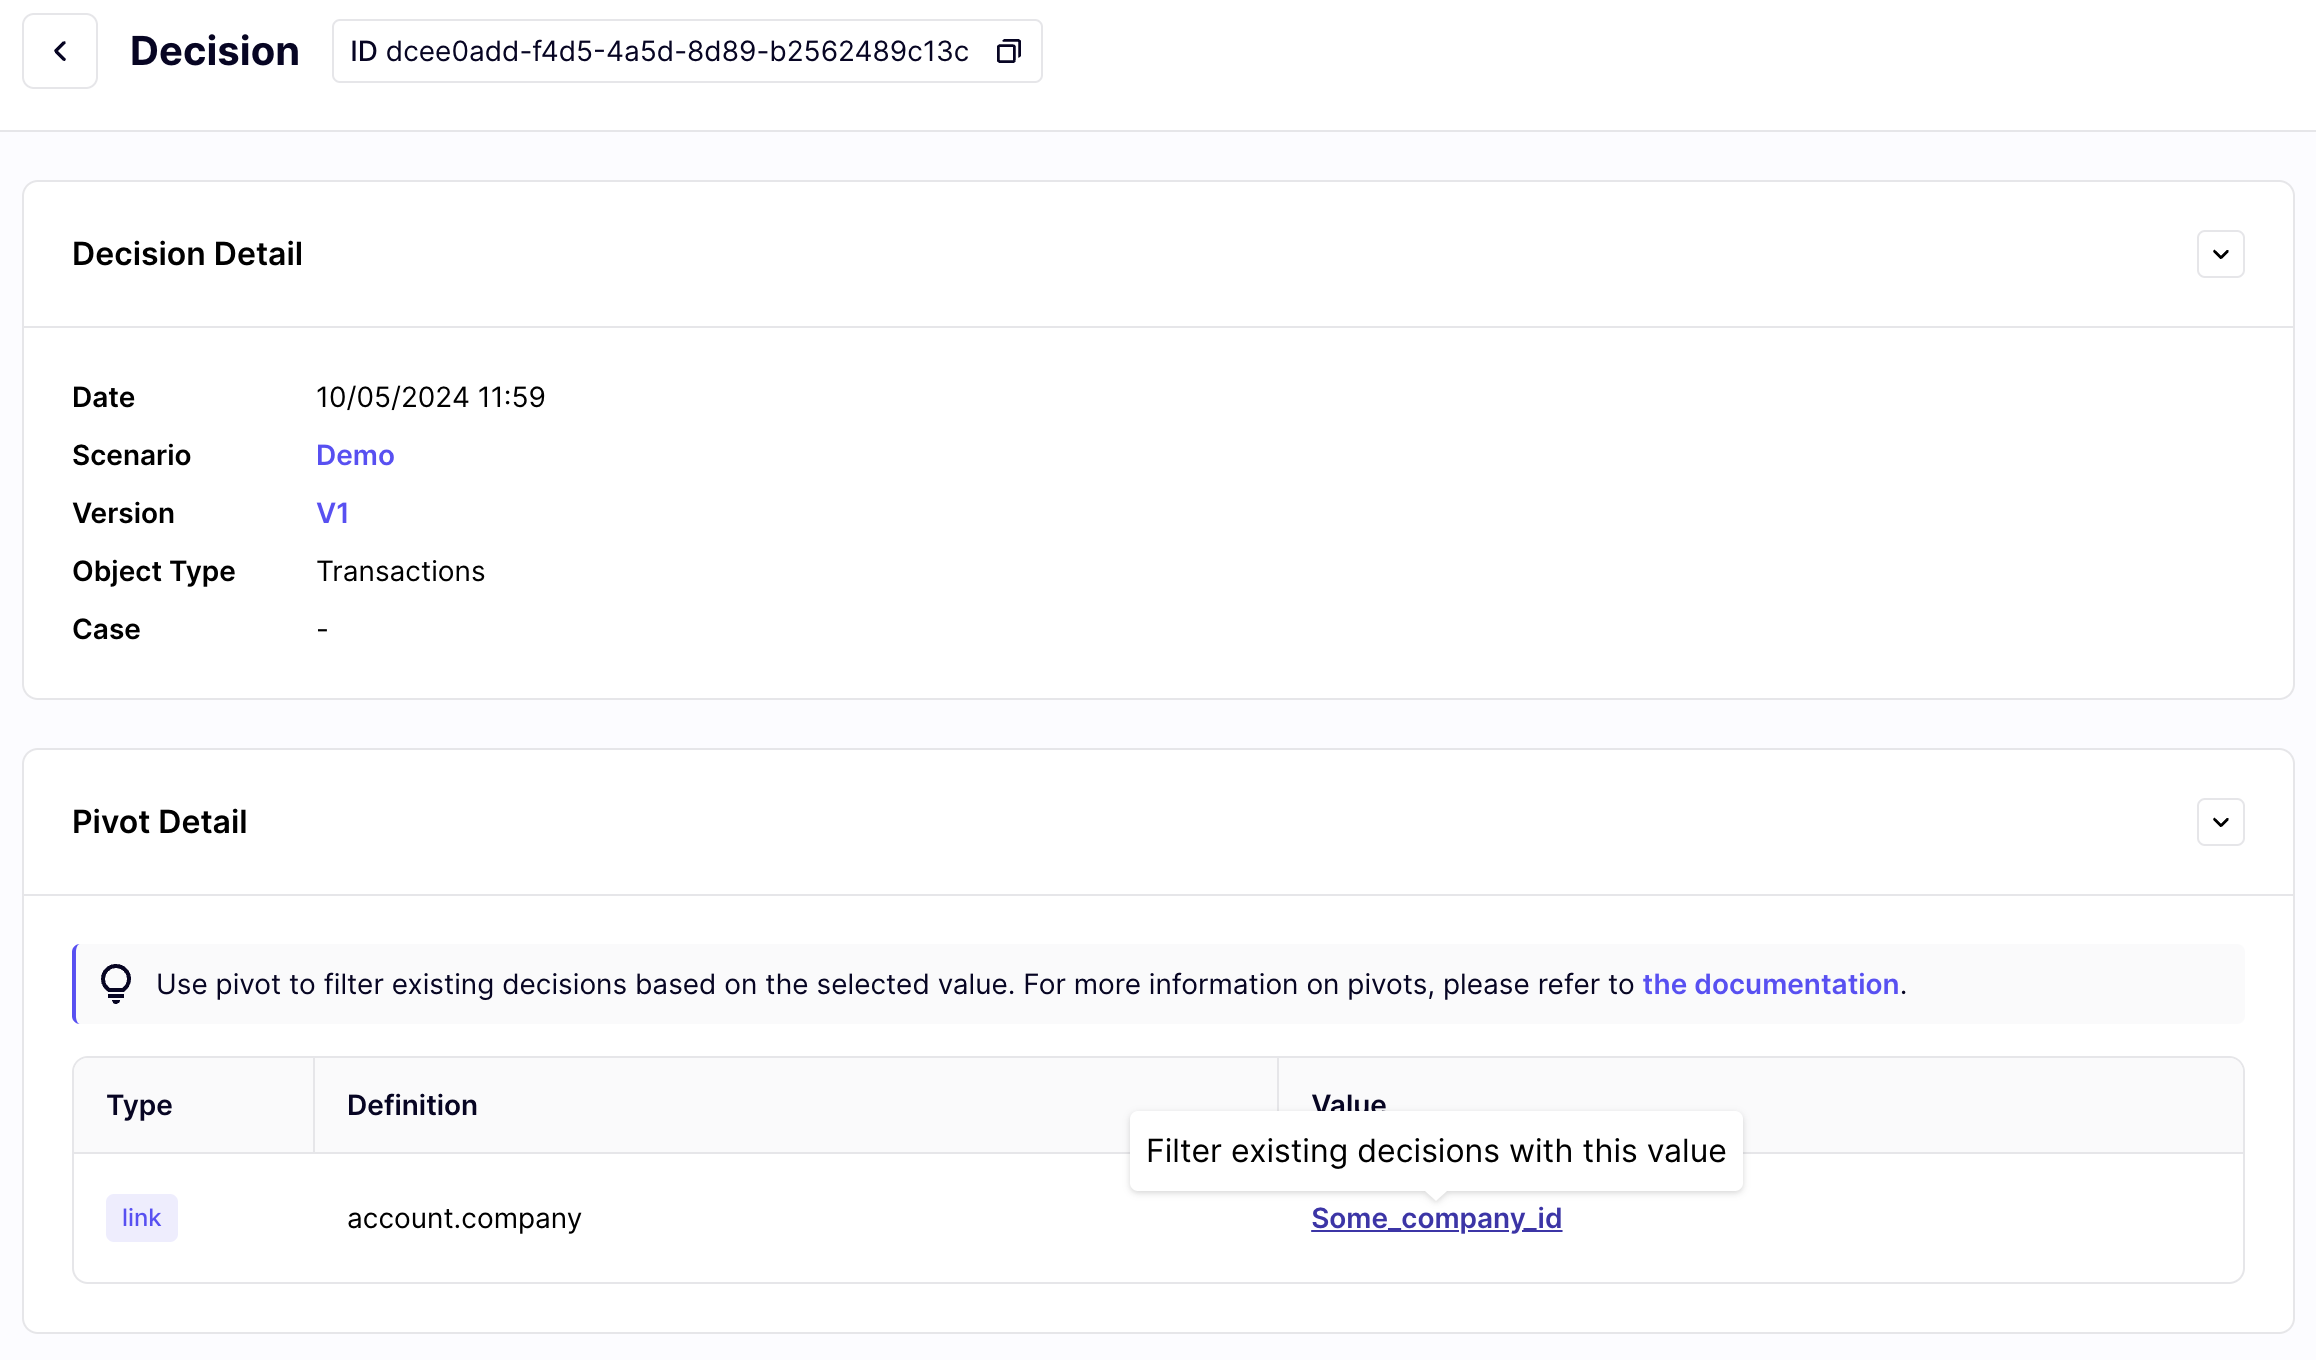 Decision
ID dcee0add-f4d5-4a5d-8d89-b2562489c13c
Decision Detail
Date 10/05/2024 11:59
Scenario Demo
Version V1
Object Type Transactions
Case -
Pivot Detail
Use pivot to filter existing decisions based on the selected value. For more information on pivots, please refer to the documentation.
Type Definition Value
Filter existing decisions with this value
link account.company Some_company_id